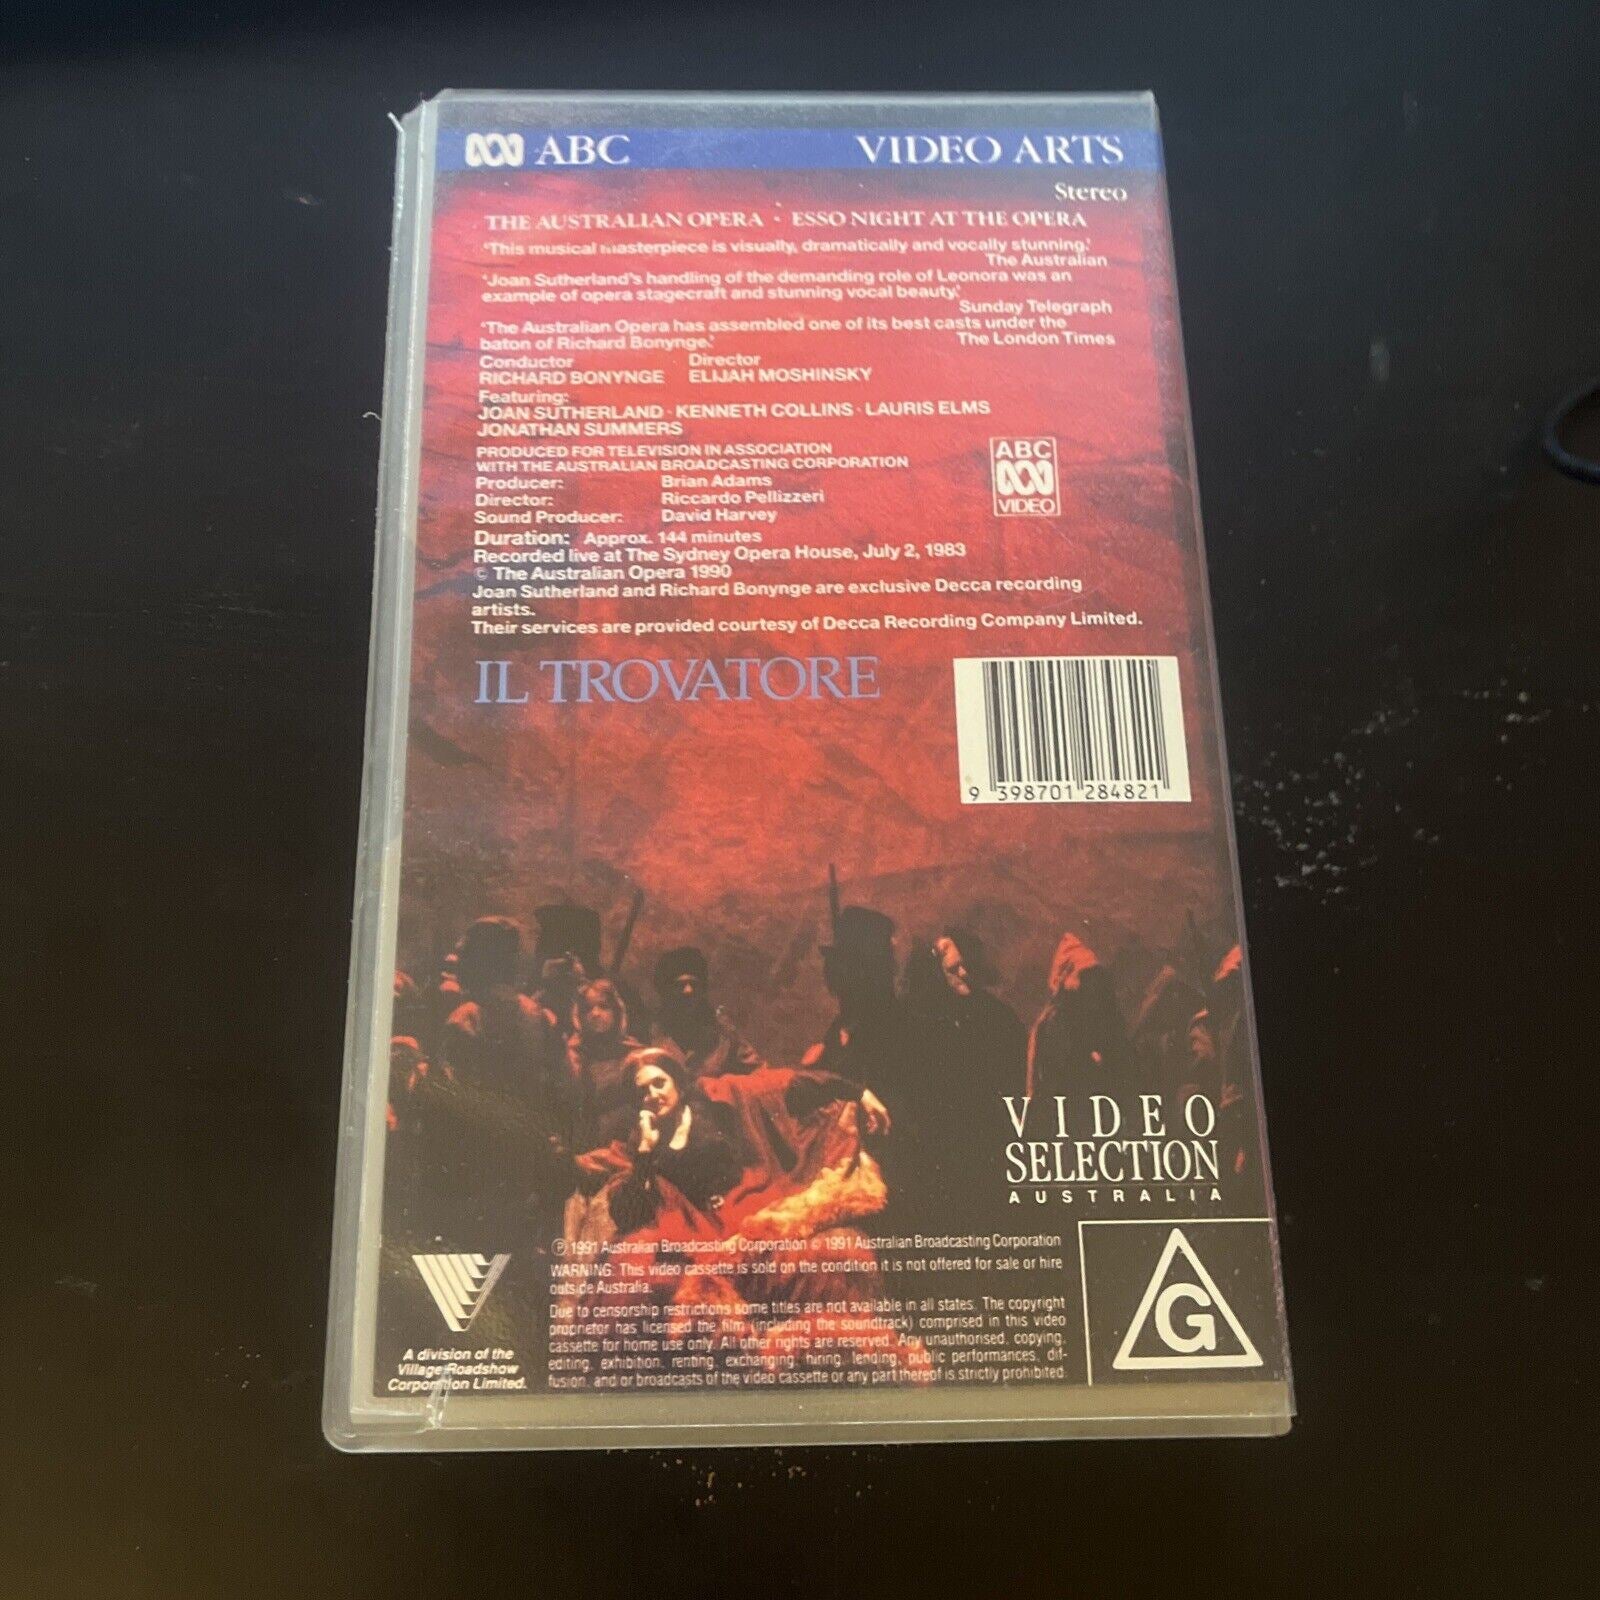 ABC VIDEO ARTS
Stereo
THE AUSTRALIAN OPERA · ESSO NIGHT AT THE OPERA
'This musical masterpiece is visually, dramatically and vocally stunning.'
The Australian
'Joan Sutherland's handling of the demanding role of Leonora was an
example of opera stagecraft and stunning vocal beauty.'
Sunday Telegraph
'The Australian Opera has assembled one of its best casts under the
baton of Richard Bonynge.'
The London Times
Conductor Director
RICHARD BONYNGE ELIJAH MOSHINSKY
Featuring:
JOAN SUTHERLAND · KENNETH COLLINS · LAURIS ELMS
JONATHAN SUMMERS
PRODUCED FOR TELEVISION IN ASSOCIATION
WITH THE AUSTRALIAN BROADCASTING CORPORATION
Producer: Brian Adams
Director: Riccardo Pellizzeri
Sound Producer: David Harvey
ABC
VIDEO
Duration: Approx. 144 minutes
Recorded live at The Sydney Opera House, July 2, 1983
© The Australian Opera 1990
Joan Sutherland and Richard Bonynge are exclusive Decca recording
artists.
Their services are provided courtesy of Decca Recording Company Limited.
IL TROVATORE
9 398701 284821
VIDEO
SELECTION
AUSTRALIA
℗ 1991 Australian Broadcasting Corporation © 1991 Australian Broadcasting Corporation
WARNING: This video cassette is sold on the condition it is not offered for sale or hire
outside Australia.
Due to censorship restrictions some titles are not available in all states. The copyright
proprietor has licensed the film (including the soundtrack) comprised in this video
cassette for home use only. All other rights are reserved. Any unauthorised, copying,
editing, exhibition, renting, exchanging, hiring, lending, public performances, dif-
fusion, and or broadcasts of the video cassette or any part thereof is strictly prohibited.
A division of the
Village Roadshow
Corporation Limited.
G